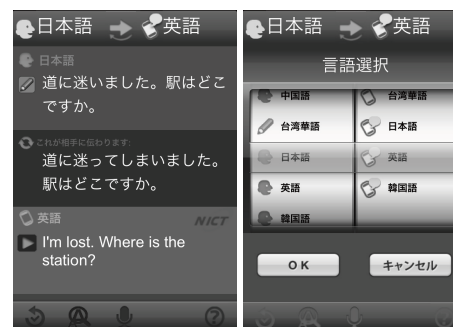 日本語
英語
日本語
道に迷いました。駅はどこ
ですか。
これが相手に伝わります:
道に迷ってしまいました。
駅はどこですか。
英語
NICT
I'm lost. Where is the
station?
日本語
英語
言語選択
中国語
台湾華語
台湾華語
日本語
日本語
英語
英語
韓国語
韓国語
OK
キャンセル